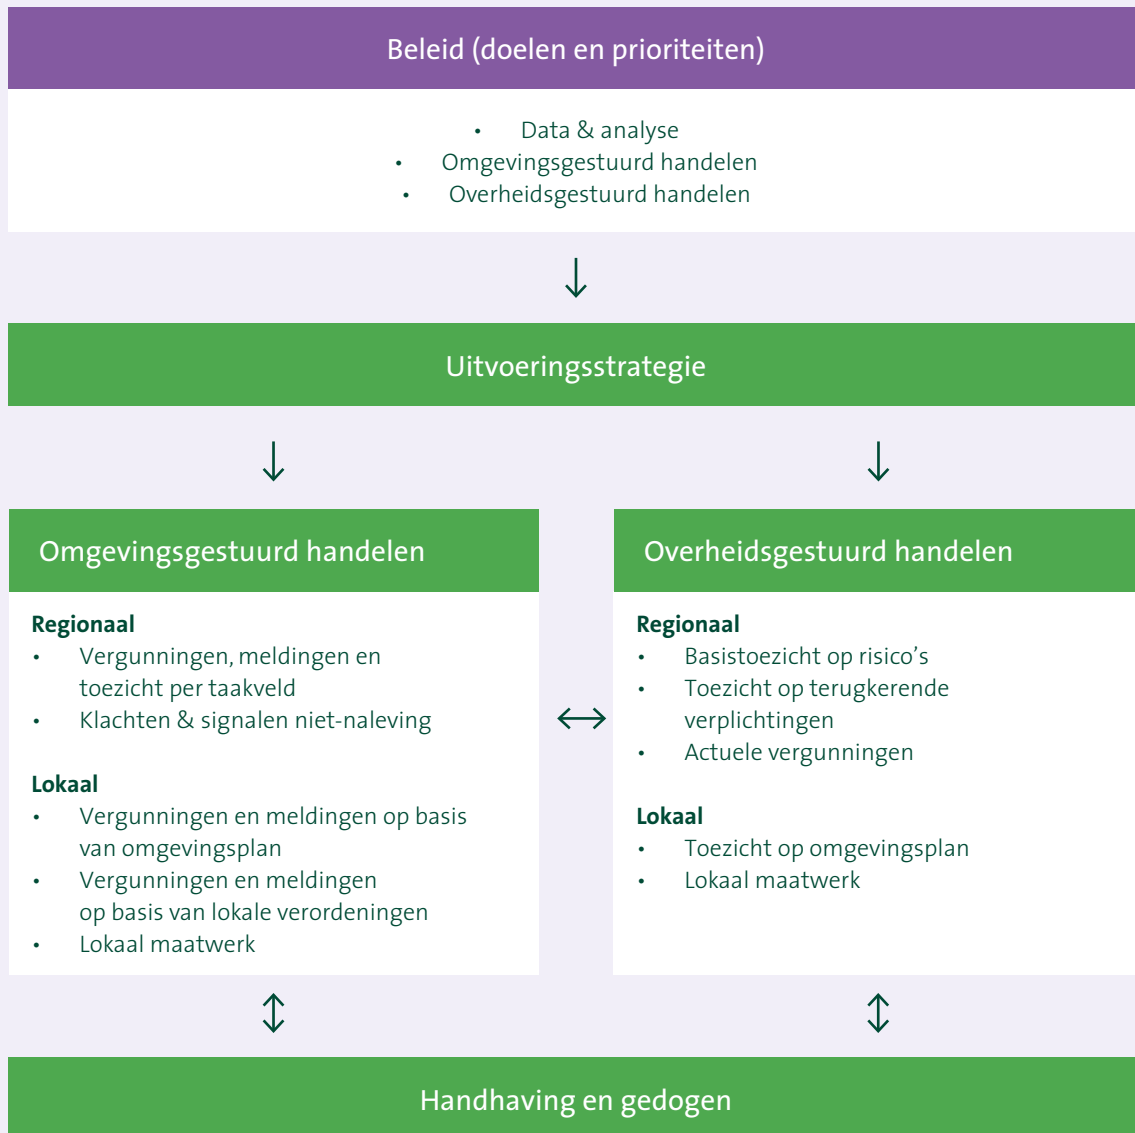 Beleid (doelen en prioriteiten)
• Data & analyse
• Omgevingsgestuurd handelen
• Overheidsgestuurd handelen
Uitvoeringsstrategie
Omgevingsgestuurd handelen
Regionaal
• Vergunningen, meldingen en
toezicht per taakveld
• Klachten & signalen niet-naleving
Lokaal
• Vergunningen en meldingen op basis
van omgevingsplan
• Vergunningen en meldingen
op basis van lokale verordeningen
• Lokaal maatwerk
Overheidsgestuurd handelen
Regionaal
• Basistoezicht op risico’s
• Toezicht op terugkerende
verplichtingen
• Actuele vergunningen
Lokaal
• Toezicht op omgevingsplan
• Lokaal maatwerk
Handhaving en gedogen